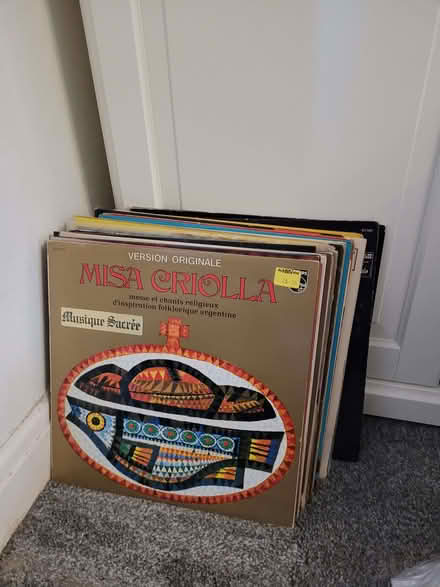 VERSION ORIGINALE
MISA CRIOLLA
messe et chants religieux
d'inspiration folklorique argentine
Musique Sacrée